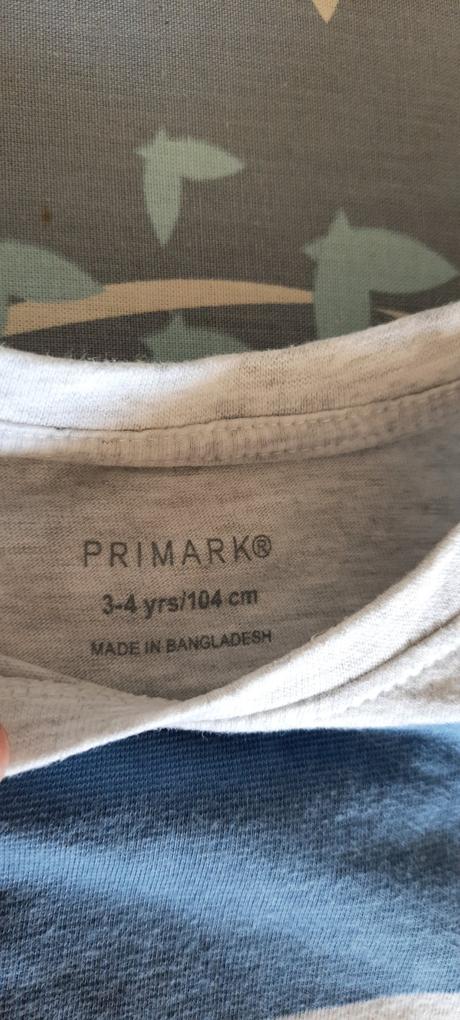 PRIMARK®
3-4 yrs/104 cm
MADE IN BANGLADESH